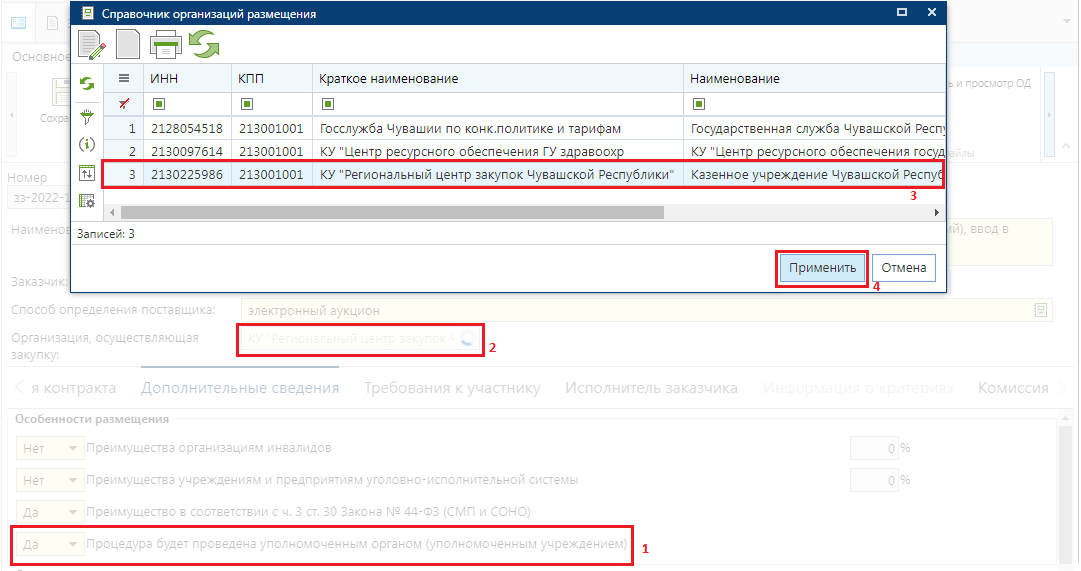 Справочник организаций размещения
ИНН КПП Краткое наименование Наименование
1 2128054518 213001001 Госслужба Чувашии по конк.политике и тарифам Государственная служба Чувашской Респу
2 2130097614 213001001 КУ "Центр ресурсного обеспечения ГУ здравоохр КУ "Центр ресурсного обеспечения госуд
3 2130225986 213001001 КУ "Региональный центр закупок Чувашской Республики" Казенное учреждение Чувашской Респуб
3
Записей: 3
Применить Отмена
4
Основное
ь и просмотр ОД
Сохра
айлы
Номер
зз-2022-1
Наименов
ий), ввод в
Заказчик:
Способ определения поставщика: электронный аукцион
Организация, осуществляющая
закупку:
КУ "Региональный центр закупок Ч
2
я контракта Дополнительные сведения Требования к участнику Исполнитель заказчика Информация о критериях Комиссия
Особенности размещения
Нет Преимущества организациям инвалидов 0 %
Нет Преимущества учреждениям и предприятиям уголовно-исполнительной системы 0 %
Да Преимущество в соответствии с ч. 3 ст. 30 Закона № 44-ФЗ (СМП и СОНО)
Да Процедура будет проведена уполномоченным органом (уполномоченным учреждением) 1